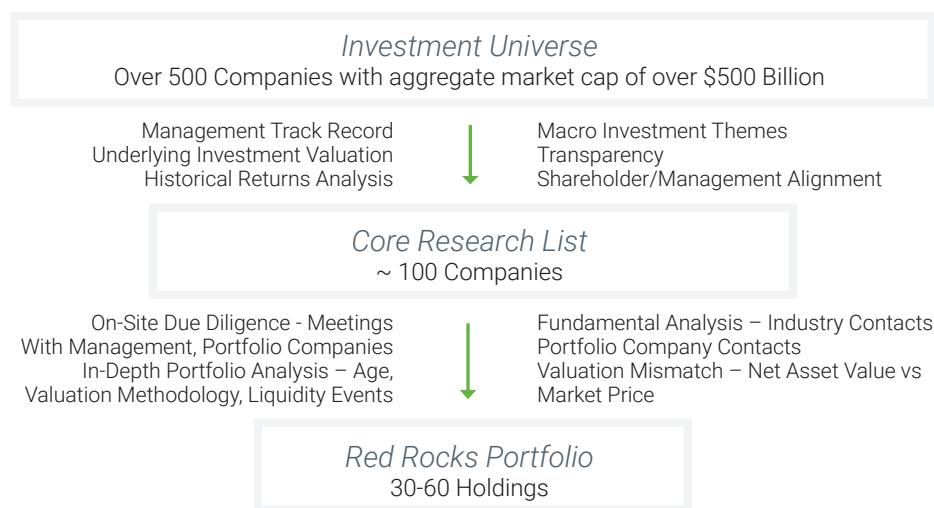 Investment Universe
Over 500 Companies with aggregate market cap of over $500 Billion
Management Track Record
Underlying Investment Valuation
Historical Returns Analysis
Macro Investment Themes
Transparency
Shareholder/Management Alignment
Core Research List
~ 100 Companies
On-Site Due Diligence - Meetings
With Management, Portfolio Companies
In-Depth Portfolio Analysis – Age,
Valuation Methodology, Liquidity Events
Fundamental Analysis – Industry Contacts
Portfolio Company Contacts
Valuation Mismatch – Net Asset Value vs
Market Price
Red Rocks Portfolio
30-60 Holdings